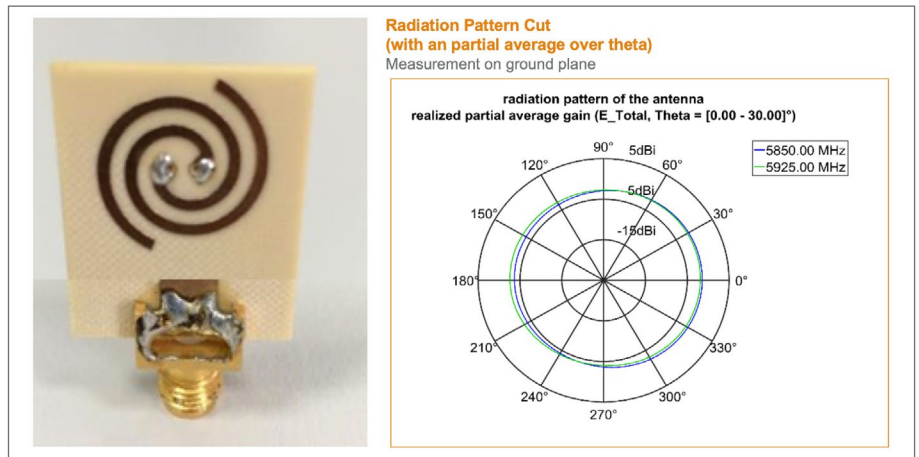 Radiation Pattern Cut
(with an partial average over theta)
Measurement on ground plane
radiation pattern of the antenna
realized partial average gain (E_Total, Theta = [0.00 - 30.00]°)
90°
5dBi
120°
60°
5850.00 MHz
5925.00 MHz
5dBi
150°
30°
-15dBi
180°
0°
210°
330°
240°
300°
270°